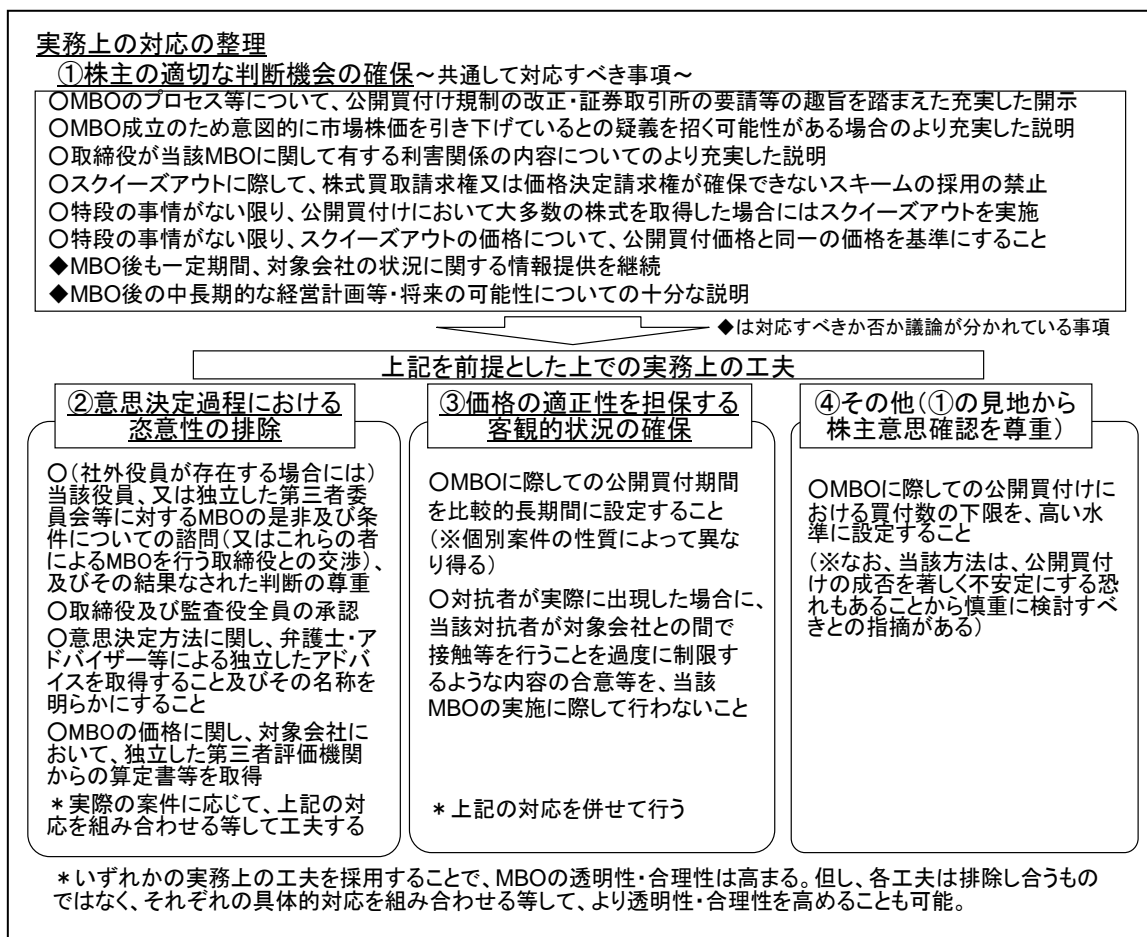 実務上の対応の整理
①株主の適切な判断機会の確保～共通して対応すべき事項～
○MBOのプロセス等について、公開買付け規制の改正・証券取引所の要請等の趣旨を踏まえた充実した開示
○MBO成立のため意図的に市場株価を引き下げているとの疑義を招く可能性がある場合のより充実した説明
○取締役が当該MBOに関して有する利害関係の内容についてのより充実した説明
○スクイーズアウトに際して、株式買取請求権又は価格決定請求権が確保できないスキームの採用の禁止
○特段の事情がない限り、公開買付けにおいて大多数の株式を取得した場合にはスクイーズアウトを実施
○特段の事情がない限り、スクイーズアウトの価格について、公開買付価格と同一の価格を基準にすること
◆MBO後も一定期間、対象会社の状況に関する情報提供を継続
◆MBO後の中長期的な経営計画等・将来の可能性についての十分な説明
◆は対応すべきか否か議論が分かれている事項
上記を前提とした上での実務上の工夫
②意思決定過程における
恣意性の排除
○（社外役員が存在する場合には）
当該役員、又は独立した第三者委
員会等に対するMBOの是非及び条
件についての諮問（又はこれらの者
によるMBOを行う取締役との交渉）、
及びその結果なされた判断の尊重
○取締役及び監査役全員の承認
○意思決定方法に関し、弁護士・ア
ドバイザー等による独立したアドバ
イスを取得すること及びその名称を
明らかにすること
○MBOの価格に関し、対象会社に
おいて、独立した第三者評価機関
からの算定書等を取得
＊実際の案件に応じて、上記の対
応を組み合わせる等して工夫する
③価格の適正性を担保する
客観的状況の確保
○MBOに際しての公開買付期間
を比較的長期間に設定すること
（※個別案件の性質によって異な
り得る）
○対抗者が実際に出現した場合に、
当該対抗者が対象会社との間で
接触等を行うことを過度に制限す
るような内容の合意等を、当該
MBOの実施に際して行わないこと
＊上記の対応を併せて行う
④その他（①の見地から
株主意思確認を尊重）
○MBOに際しての公開買付けに
おける買付数の下限を、高い水
準に設定すること
（※なお、当該方法は、公開買付
けの成否を著しく不安定にする恐
れもあることから慎重に検討すべ
きとの指摘がある）
＊いずれかの実務上の工夫を採用することで、MBOの透明性・合理性は高まる。但し、各工夫は排除し合うもの
ではなく、それぞれの具体的対応を組み合わせる等して、より透明性・合理性を高めることも可能。